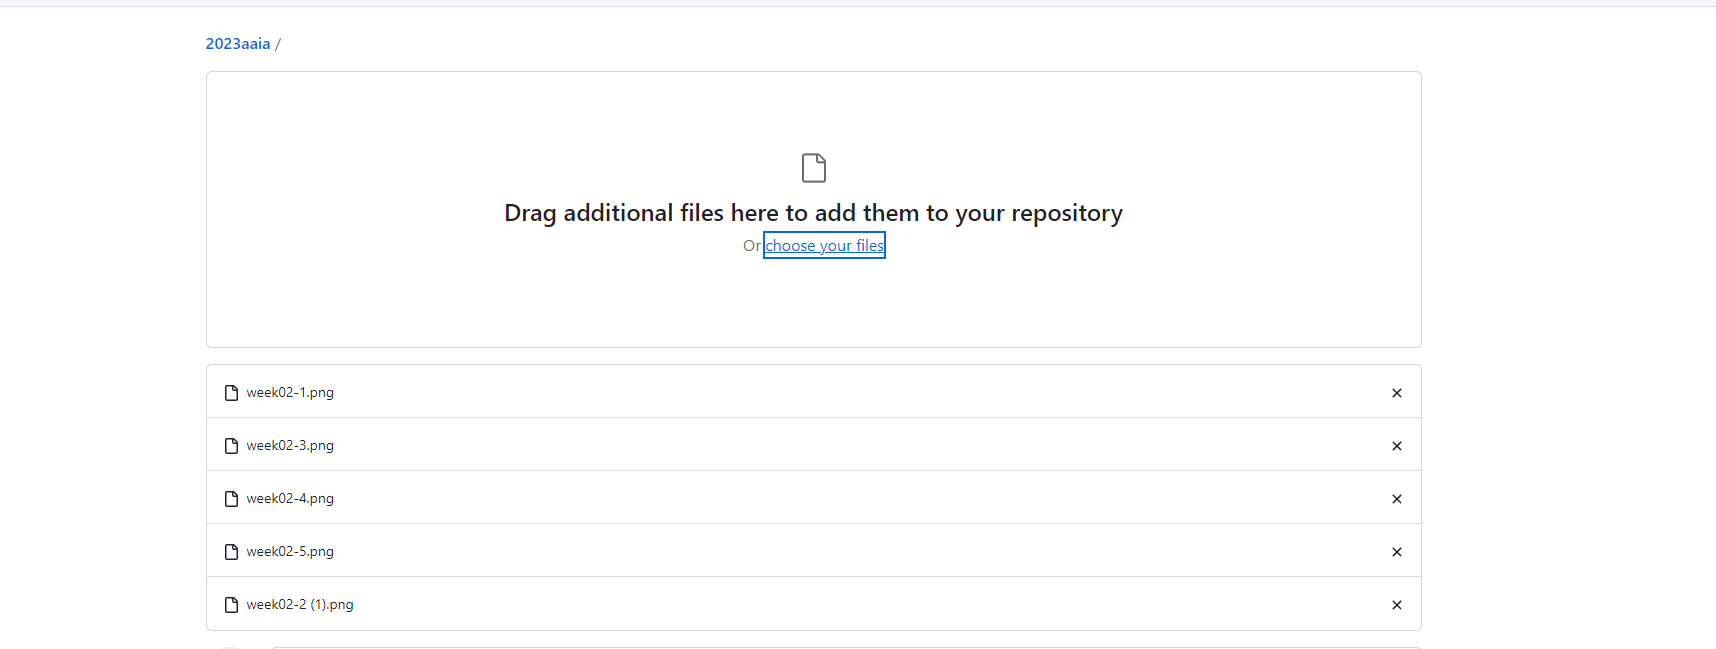 2023aaia /
Drag additional files here to add them to your repository
Or choose your files
week02-1.png
week02-3.png
week02-4.png
week02-5.png
week02-2 (1).png